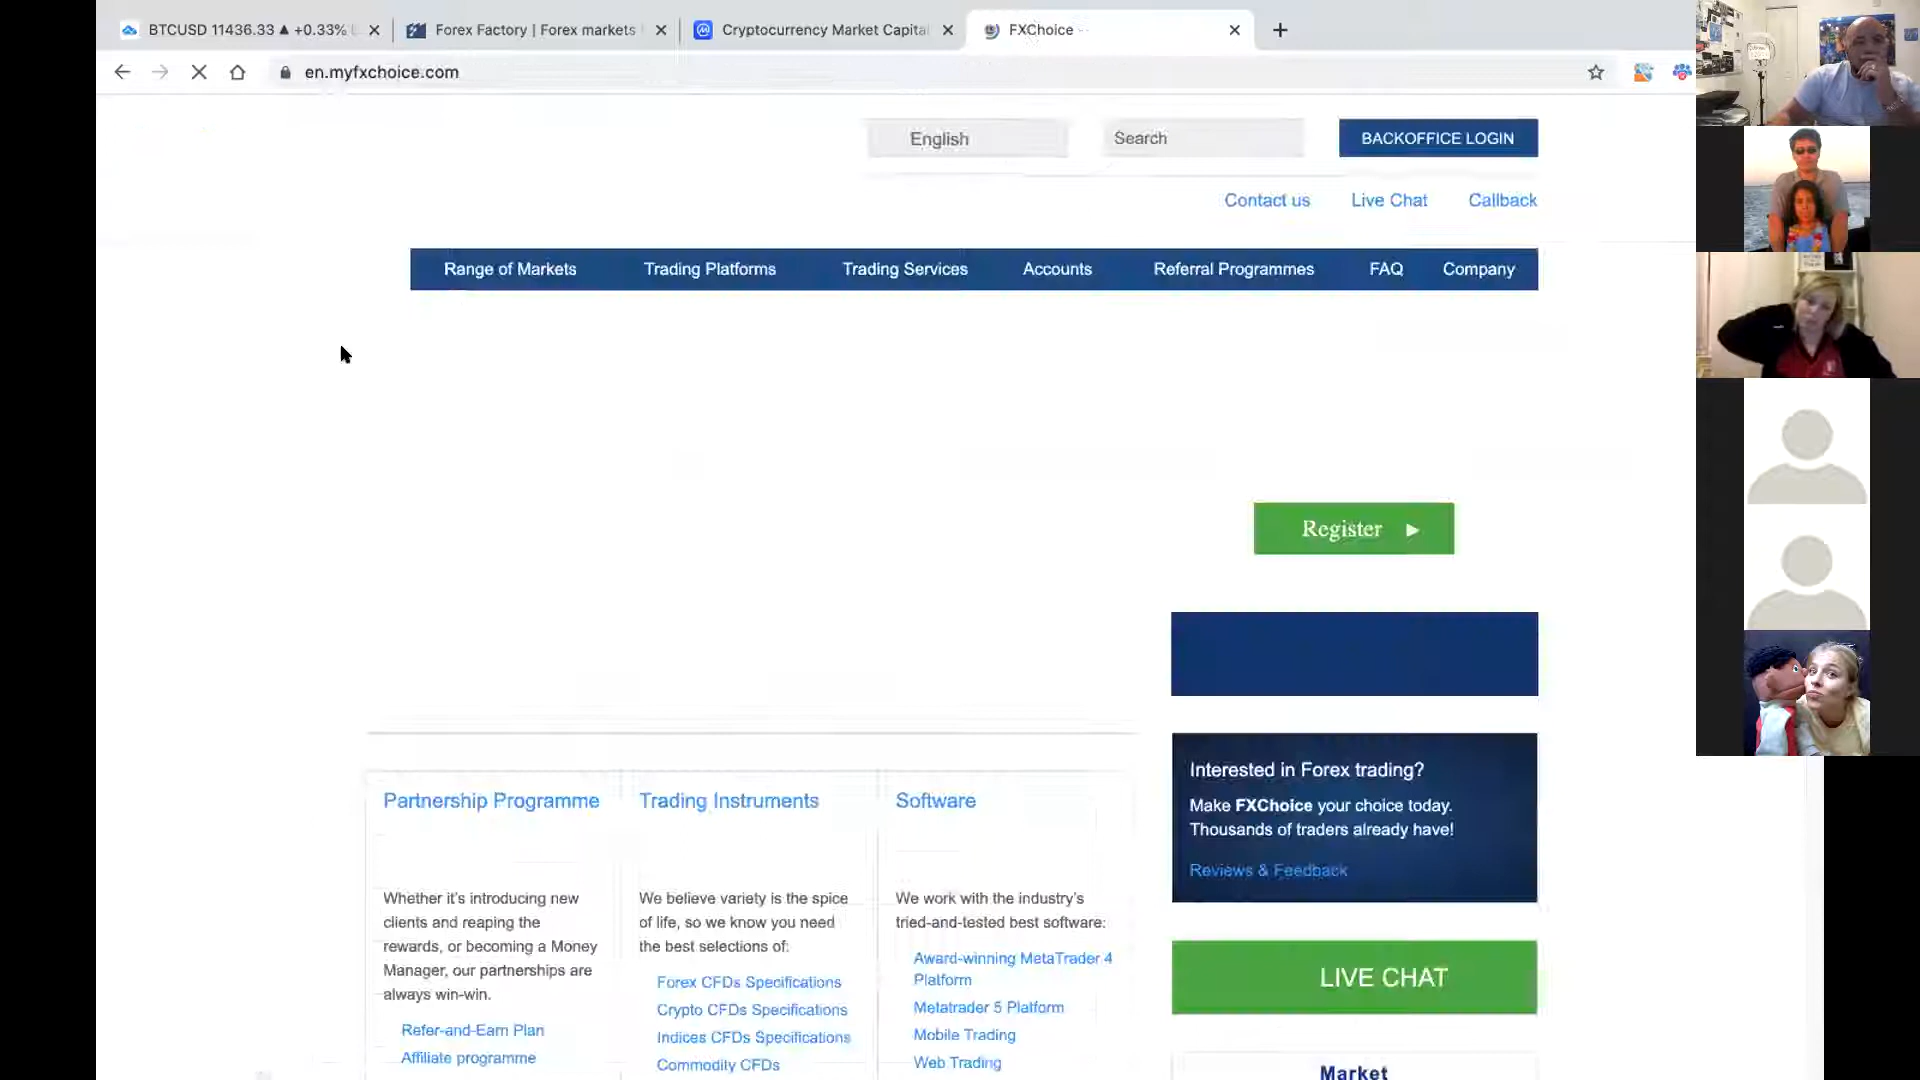 BTCUSD 11436.33 ▲ +0.33%
Forex Factory | Forex markets
Cryptocurrency Market Capita
FXChoice
en.myfxchoice.com
English
Search
BACKOFFICE LOGIN
Contact us
Live Chat
Callback
Range of Markets
Trading Platforms
Trading Services
Accounts
Referral Programmes
FAQ
Company
Register ►
Interested in Forex trading?
Make FXChoice your choice today.
Thousands of traders already have!
Reviews & Feedback
Partnership Programme
Whether it's introducing new
clients and reaping the
rewards, or becoming a Money
Manager, our partnerships are
always win-win.
Refer-and-Earn Plan
Affiliate programme
Trading Instruments
We believe variety is the spice
of life, so we know you need
the best selections of:
Forex CFDs Specifications
Crypto CFDs Specifications
Indices CFDs Specifications
Commodity CFDs
Software
We work with the industry's
tried-and-tested best software:
Award-winning MetaTrader 4
Platform
Metatrader 5 Platform
Mobile Trading
Web Trading
LIVE CHAT
Market